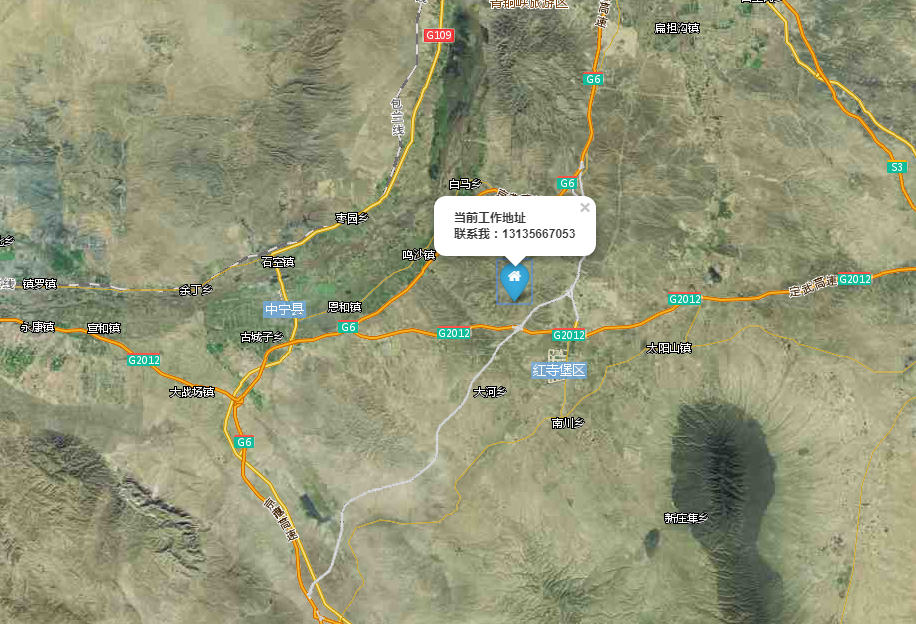 青铜峡旅游区
G109
扁担沟镇
G6
包兰线
S3
白马乡
G6
枣园乡
当前工作地址
联系我：13135667053
鸣沙镇
石空镇
镇罗镇
余丁乡
G2012
定武高速
G2012
中宁县
恩和镇
永康镇
宣和镇
G6
G2012
G2012
古城子乡
太阳山镇
G2012
红寺堡区
大战场镇
大河乡
南川乡
G6
新庄集乡